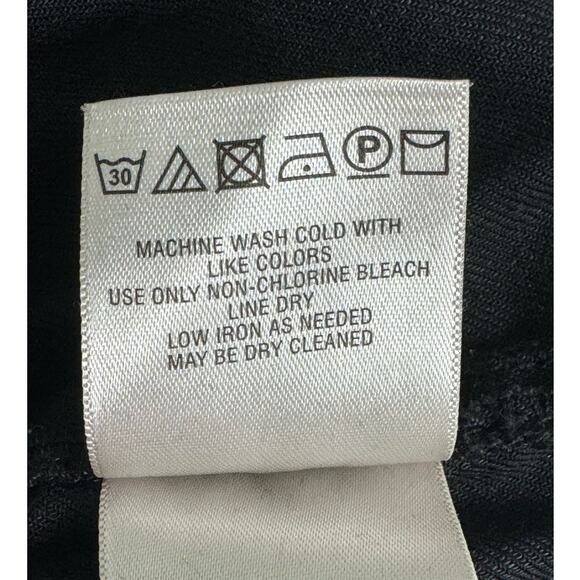 30 P
MACHINE WASH COLD WITH
LIKE COLORS
USE ONLY NON-CHLORINE BLEACH
LINE DRY
LOW IRON AS NEEDED
MAY BE DRY CLEANED